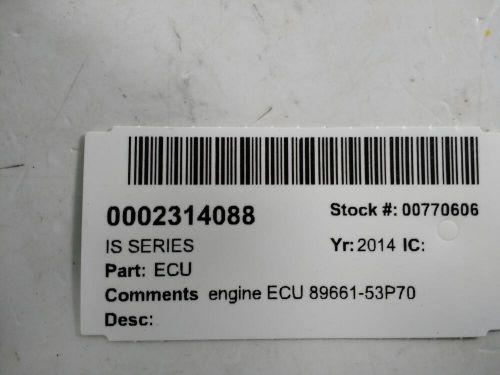 0002314088 Stock #: 00770606
IS SERIES Yr: 2014 IC:
Part: ECU
Comments engine ECU 89661-53P70
Desc: